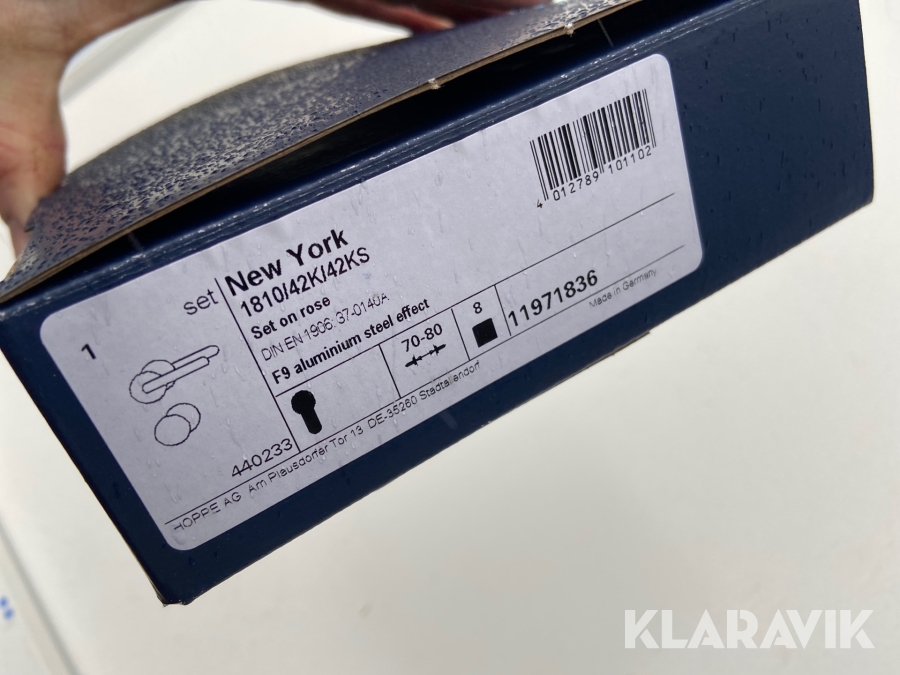 1
set
New York
1810/42K/42KS
Set on rose
DIN EN 1906: 37-0140A
F9 aluminium steel effect
4 012789 101102
70-80
8
11971836
Made in Germany
440233
HOPPE AG Am Plausdorfer Tor 13 DE-35260 Stadtallendorf
KLARAVIK